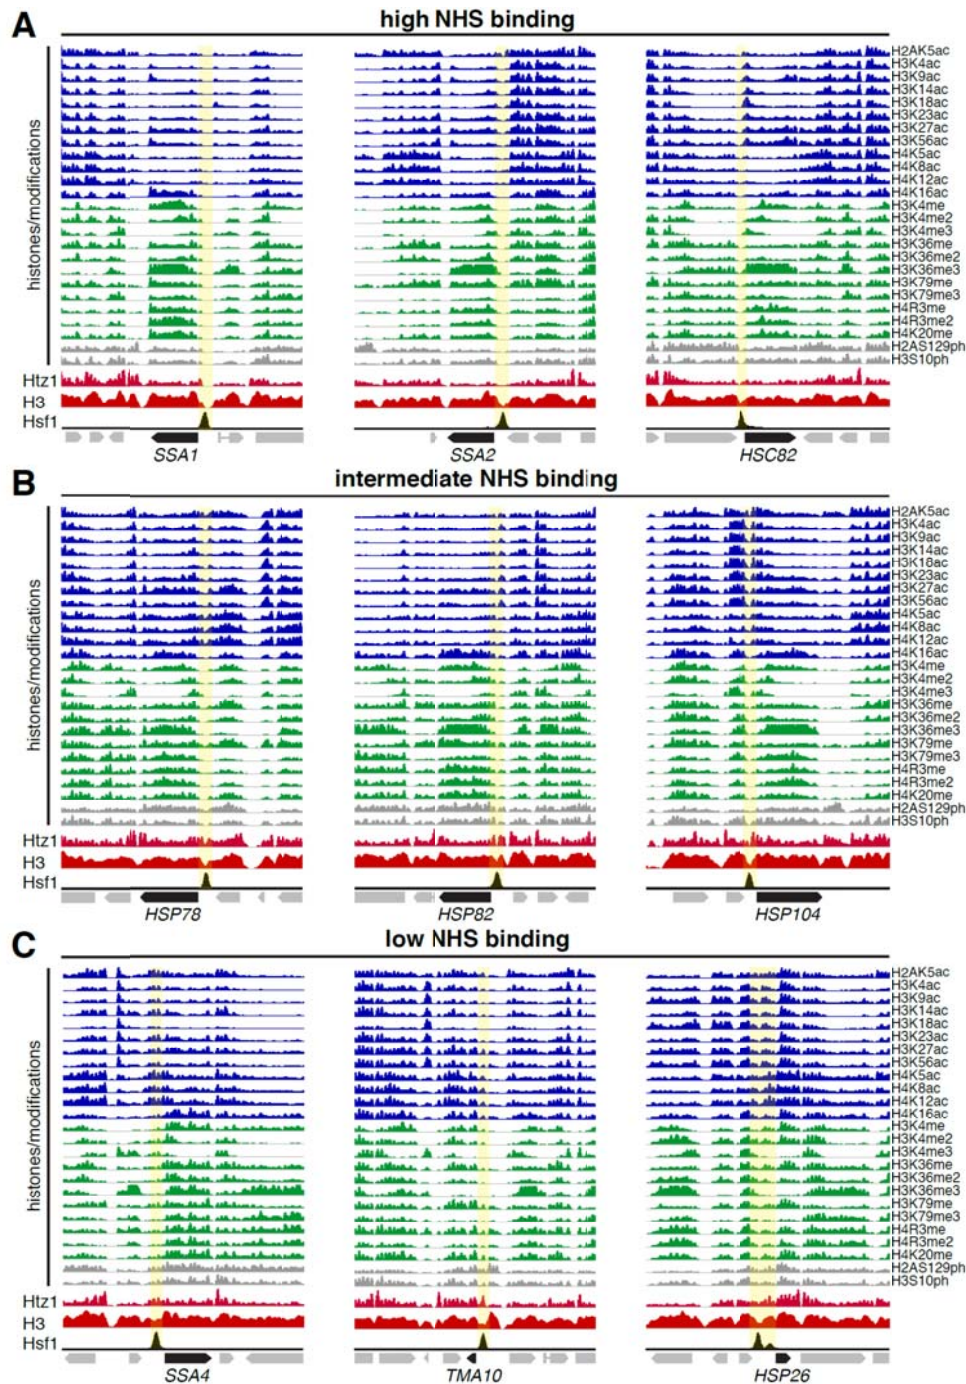 A
high NHS binding
histones/modifications
H2AK5ac
H3K4ac
H3K9ac
H3K14ac
H3K18ac
H3K23ac
H3K27ac
H3K56ac
H4K5ac
H4K8ac
H4K12ac
H4K16ac
H3K4me
H3K4me2
H3K4me3
H3K36me
H3K36me2
H3K36me3
H3K79me
H3K79me3
H4R3me
H4R3me2
H4K20me
H2AS129ph
H3S10ph
Htz1
H3
Hsf1
SSA1 SSA2 HSC82
B
intermediate NHS binding
histones/modifications
H2AK5ac
H3K4ac
H3K9ac
H3K14ac
H3K18ac
H3K23ac
H3K27ac
H3K56ac
H4K5ac
H4K8ac
H4K12ac
H4K16ac
H3K4me
H3K4me2
H3K4me3
H3K36me
H3K36me2
H3K36me3
H3K79me
H3K79me3
H4R3me
H4R3me2
H4K20me
H2AS129ph
H3S10ph
Htz1
H3
Hsf1
HSP78 HSP82 HSP104
C
low NHS binding
histones/modifications
H2AK5ac
H3K4ac
H3K9ac
H3K14ac
H3K18ac
H3K23ac
H3K27ac
H3K56ac
H4K5ac
H4K8ac
H4K12ac
H4K16ac
H3K4me
H3K4me2
H3K4me3
H3K36me
H3K36me2
H3K36me3
H3K79me
H3K79me3
H4R3me
H4R3me2
H4K20me
H2AS129ph
H3S10ph
Htz1
H3
Hsf1
SSA4 TMA10 HSP26